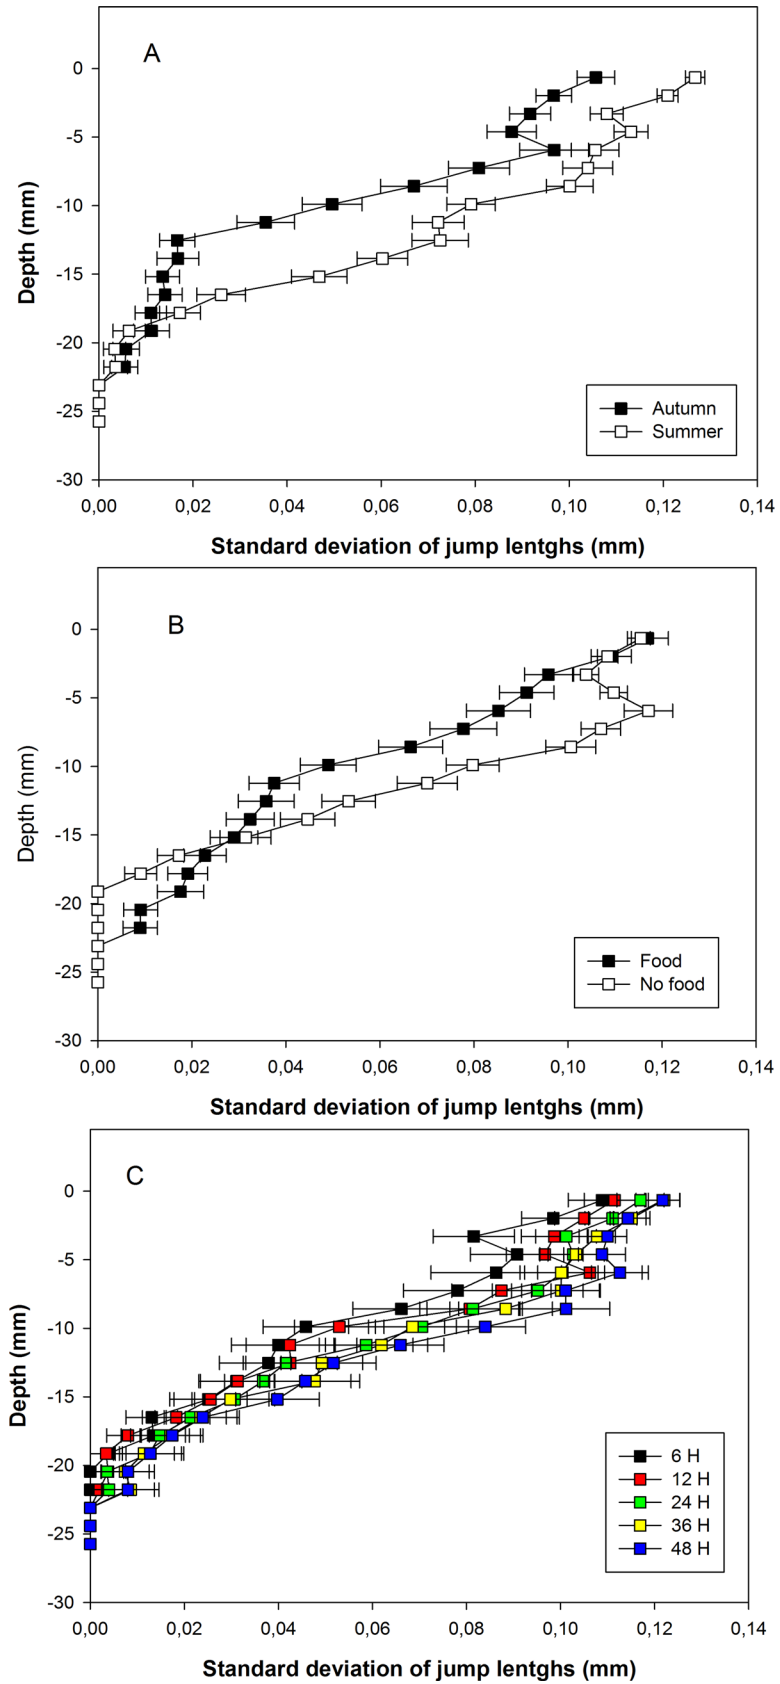 A
0
-5
-10
-15
-20
-25
-30
Depth (mm)
Autumn
Summer
0,00 0,02 0,04 0,06 0,08 0,10 0,12 0,14
Standard deviation of jump lentghs (mm)
B
0
-5
-10
-15
-20
-25
-30
Depth (mm)
Food
No food
0,00 0,02 0,04 0,06 0,08 0,10 0,12 0,14
Standard deviation of jump lentghs (mm)
C
0
-5
-10
-15
-20
-25
-30
Depth (mm)
6 H
12 H
24 H
36 H
48 H
0,00 0,02 0,04 0,06 0,08 0,10 0,12 0,14
Standard deviation of jump lentghs (mm)